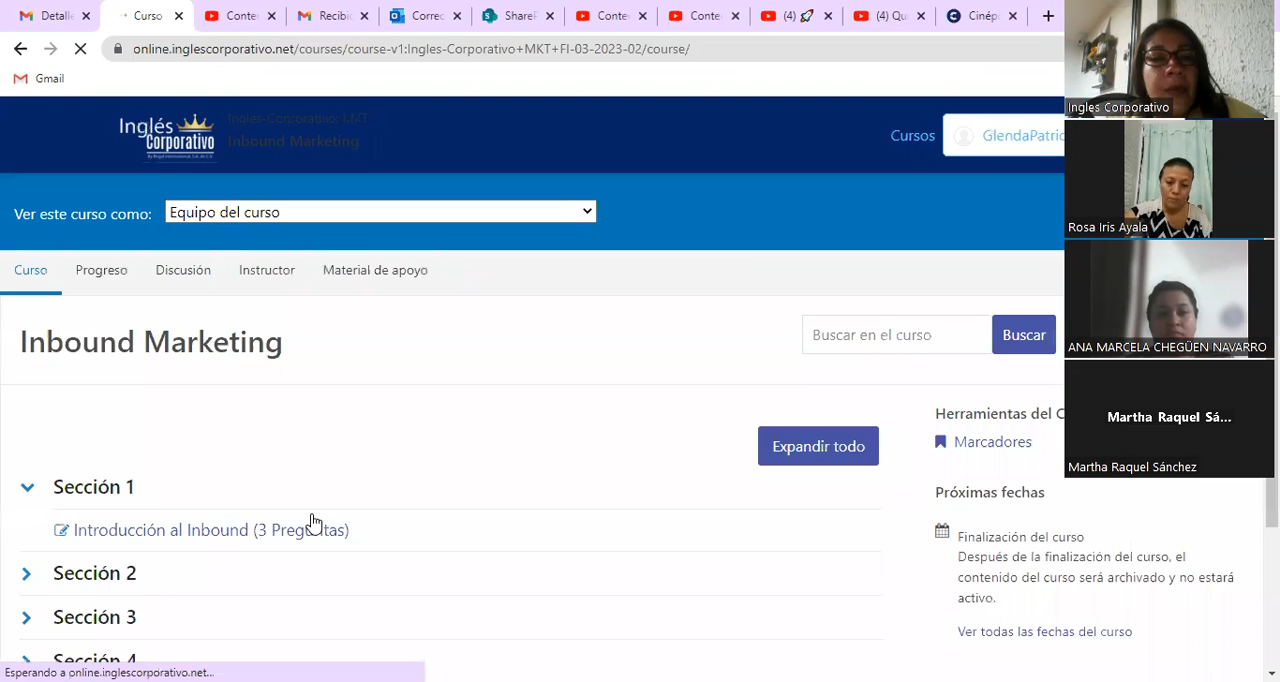 Detalle
Curso
Conte
Recibi
Correc
ShareP
Conte
Conte
(4) 🚀
(4) Qu
Cinép
online.inglescorporativo.net/courses/course-v1:Ingles-Corporativo+MKT+FI-03-2023-02/course/
Gmail
Inglés Corporativo
Ingles-Corporativo: MKT
Inbound Marketing
Cursos
GlendaPatric
Ver este curso como:
Equipo del curso
Curso
Progreso
Discusión
Instructor
Material de apoyo
Inbound Marketing
Buscar en el curso
Buscar
Expandir todo
Sección 1
Introducción al Inbound (3 Preguntas)
Sección 2
Sección 3
Sección 4
Herramientas del C
Marcadores
Próximas fechas
Finalización del curso
Después de la finalización del curso, el
contenido del curso será archivado y no estará
activo.
Ver todas las fechas del curso
Esperando a online.inglescorporativo.net...
Ingles Corporativo
Rosa Iris Ayala
ANA MARCELA CHEGÜEN NAVARRO
Martha Raquel Sá...
Martha Raquel Sánchez